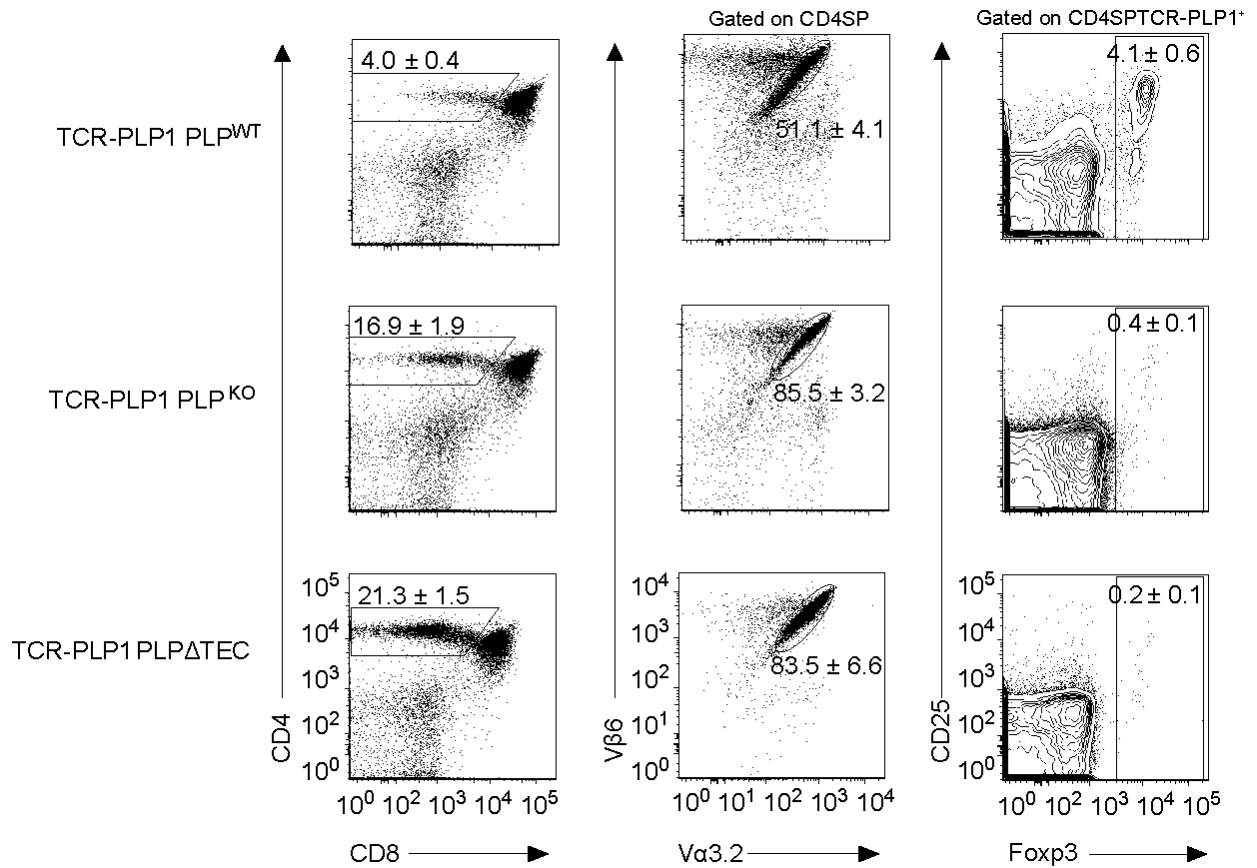 Gated on CD4SP
Gated on CD4SPTCR-PLP1⁺
TCR-PLP1 PLPᵂᵀ
4.0 ± 0.4
51.1 ± 4.1
4.1 ± 0.6
TCR-PLP1 PLPᴷᴼ
16.9 ± 1.9
85.5 ± 3.2
0.4 ± 0.1
TCR-PLP1 PLPΔTEC
21.3 ± 1.5
83.5 ± 6.6
0.2 ± 0.1
CD4
10⁵
10⁴
10³
10²
10⁰
10⁰ 10² 10⁴ 10⁵
CD8
Vβ6
10⁴
10³
10²
10¹
10⁰
10⁰ 10¹ 10² 10³ 10⁴
Vα3.2
CD25
10⁵
10⁴
10³
10²
10⁰
10⁰ 10² 10³ 10⁴ 10⁵
Foxp3